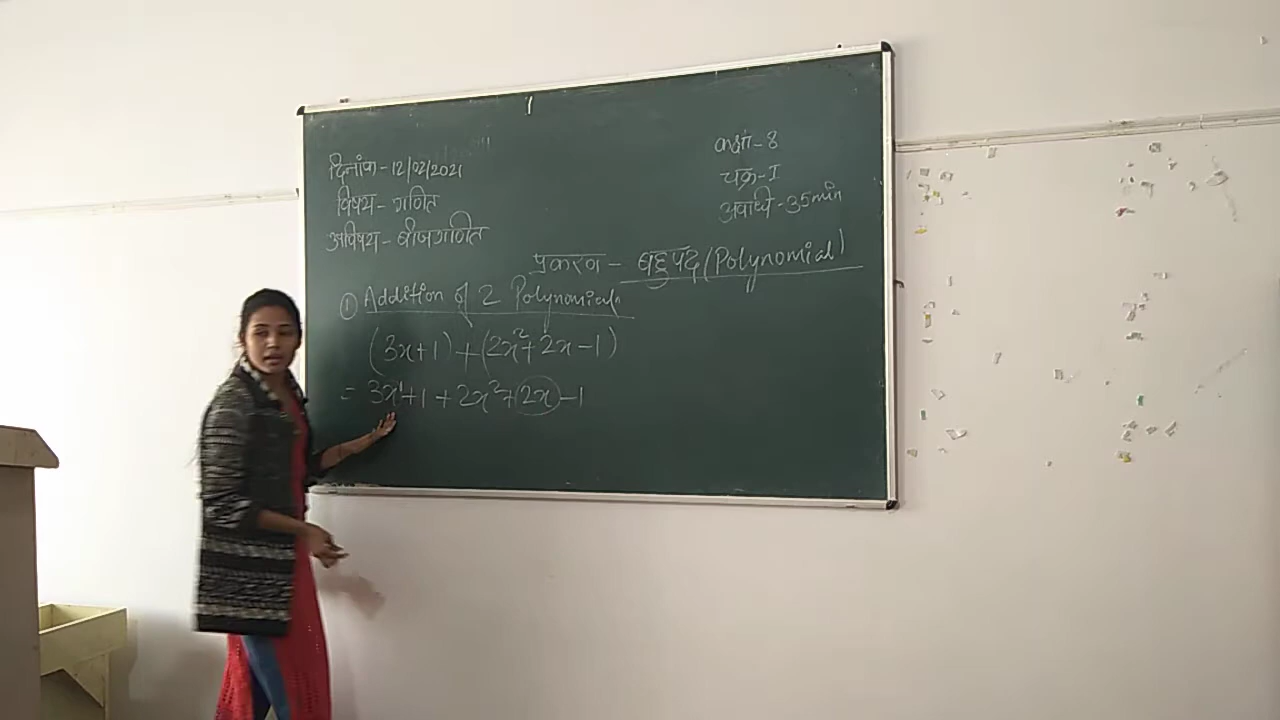 दिनांक-12/02/2021
विषय-गणित
उपविषय-बीजगणित
कक्षा-8
चक्र-I
अवधि-35min
प्रकरण-बहुपद(Polynomial)
① Addition of 2 Polynomials
(3x+1)+(2x²+2x-1)
= 3x¹+1+2x²+2x-1